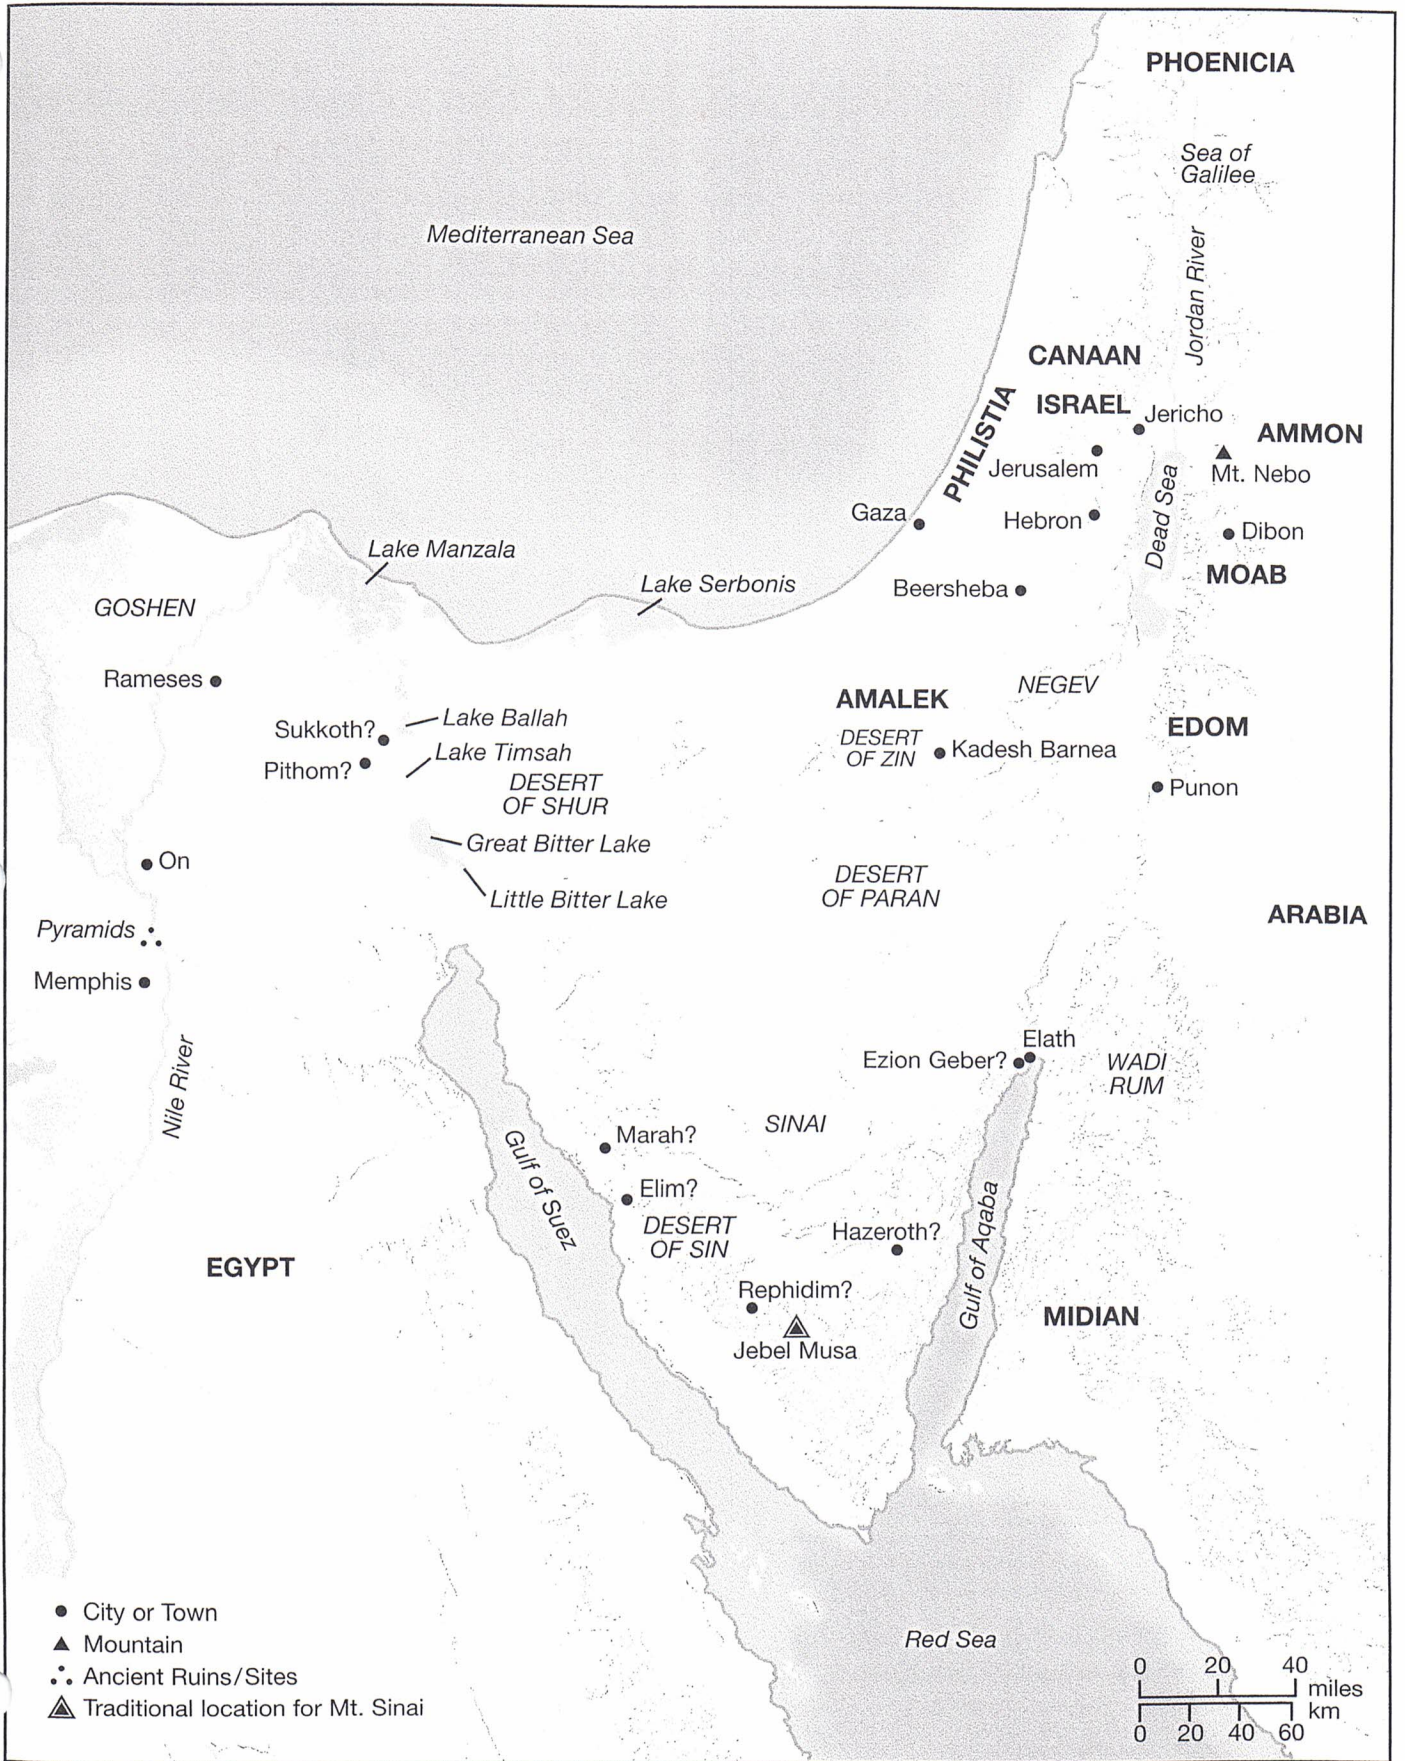 PHOENICIA
Sea of
Galilee
Mediterranean Sea
Jordan River
CANAAN
PHILISTIA
ISRAEL
Jericho
AMMON
Jerusalem
Mt. Nebo
Dead Sea
Gaza
Hebron
Dibon
Lake Manzala
MOAB
Lake Serbonis
Beersheba
GOSHEN
Rameses
NEGEV
AMALEK
Lake Ballah
EDOM
Sukkoth?
DESERT
OF ZIN
Kadesh Barnea
Lake Timsah
Pithom?
DESERT
OF SHUR
Punon
Great Bitter Lake
On
DESERT
OF PARAN
Little Bitter Lake
ARABIA
Pyramids
Memphis
Elath
Ezion Geber?
WADI
RUM
Nile River
SINAI
Marah?
Gulf of Suez
Elim?
DESERT
OF SIN
Hazeroth?
Gulf of Aqaba
EGYPT
Rephidim?
MIDIAN
Jebel Musa
City or Town
Mountain
Ancient Ruins/Sites
Traditional location for Mt. Sinai
Red Sea
0 20 40
miles
km
0 20 40 60